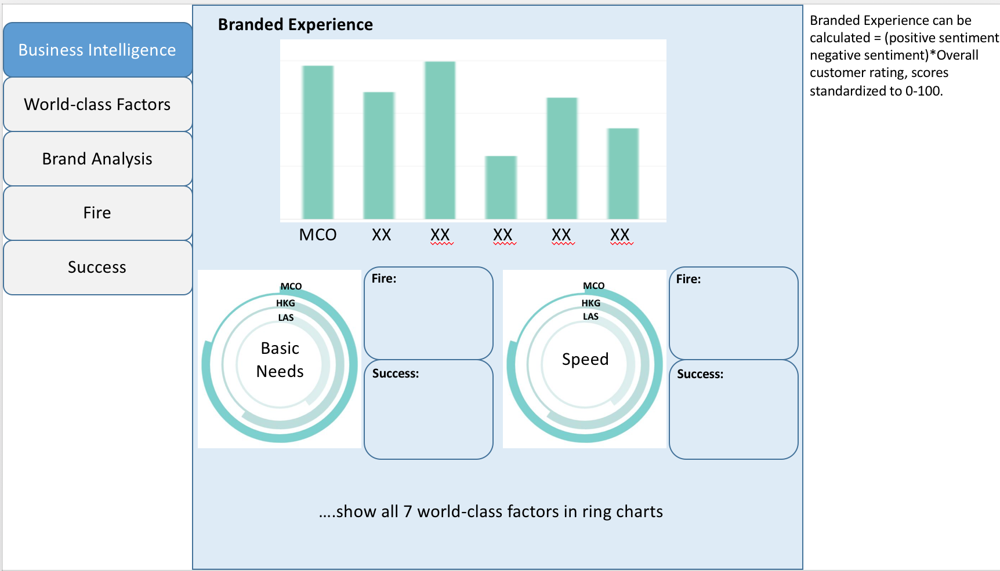 Branded Experience
Business Intelligence
World-class Factors
Brand Analysis
Fire
Success
MCO XX XX XX XX XX
MCO
HKG
LAS
Basic
Needs
Fire:
Success:
MCO
HKG
LAS
Speed
Fire:
Success:
....show all 7 world-class factors in ring charts
Branded Experience can be
calculated = (positive sentiment
negative sentiment)*Overall
customer rating, scores
standardized to 0-100.